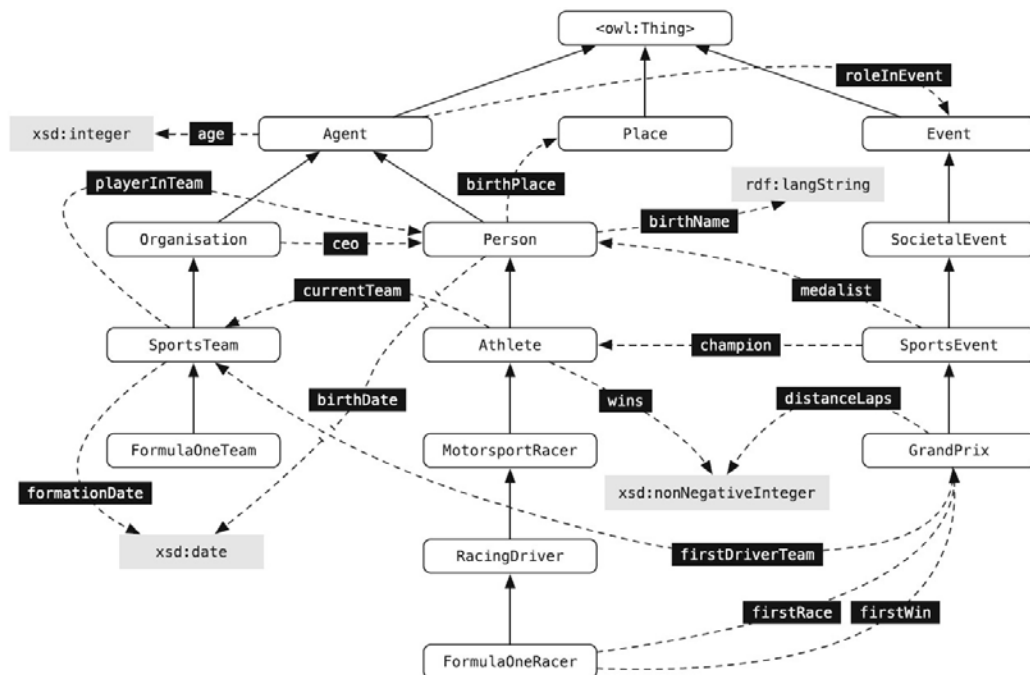 <owl:Thing>
roleInEvent
xsd:integer
age
Agent
Place
Event
playerInTeam
birthPlace
rdf:langString
birthName
Organisation
ceo
Person
SocietalEvent
currentTeam
medalist
SportsTeam
Athlete
champion
SportsEvent
birthDate
wins
distanceLaps
FormulaOneTeam
MotorsportRacer
GrandPrix
formationDate
xsd:nonNegativeInteger
xsd:date
RacingDriver
firstDriverTeam
firstRace
firstWin
FormulaOneRacer